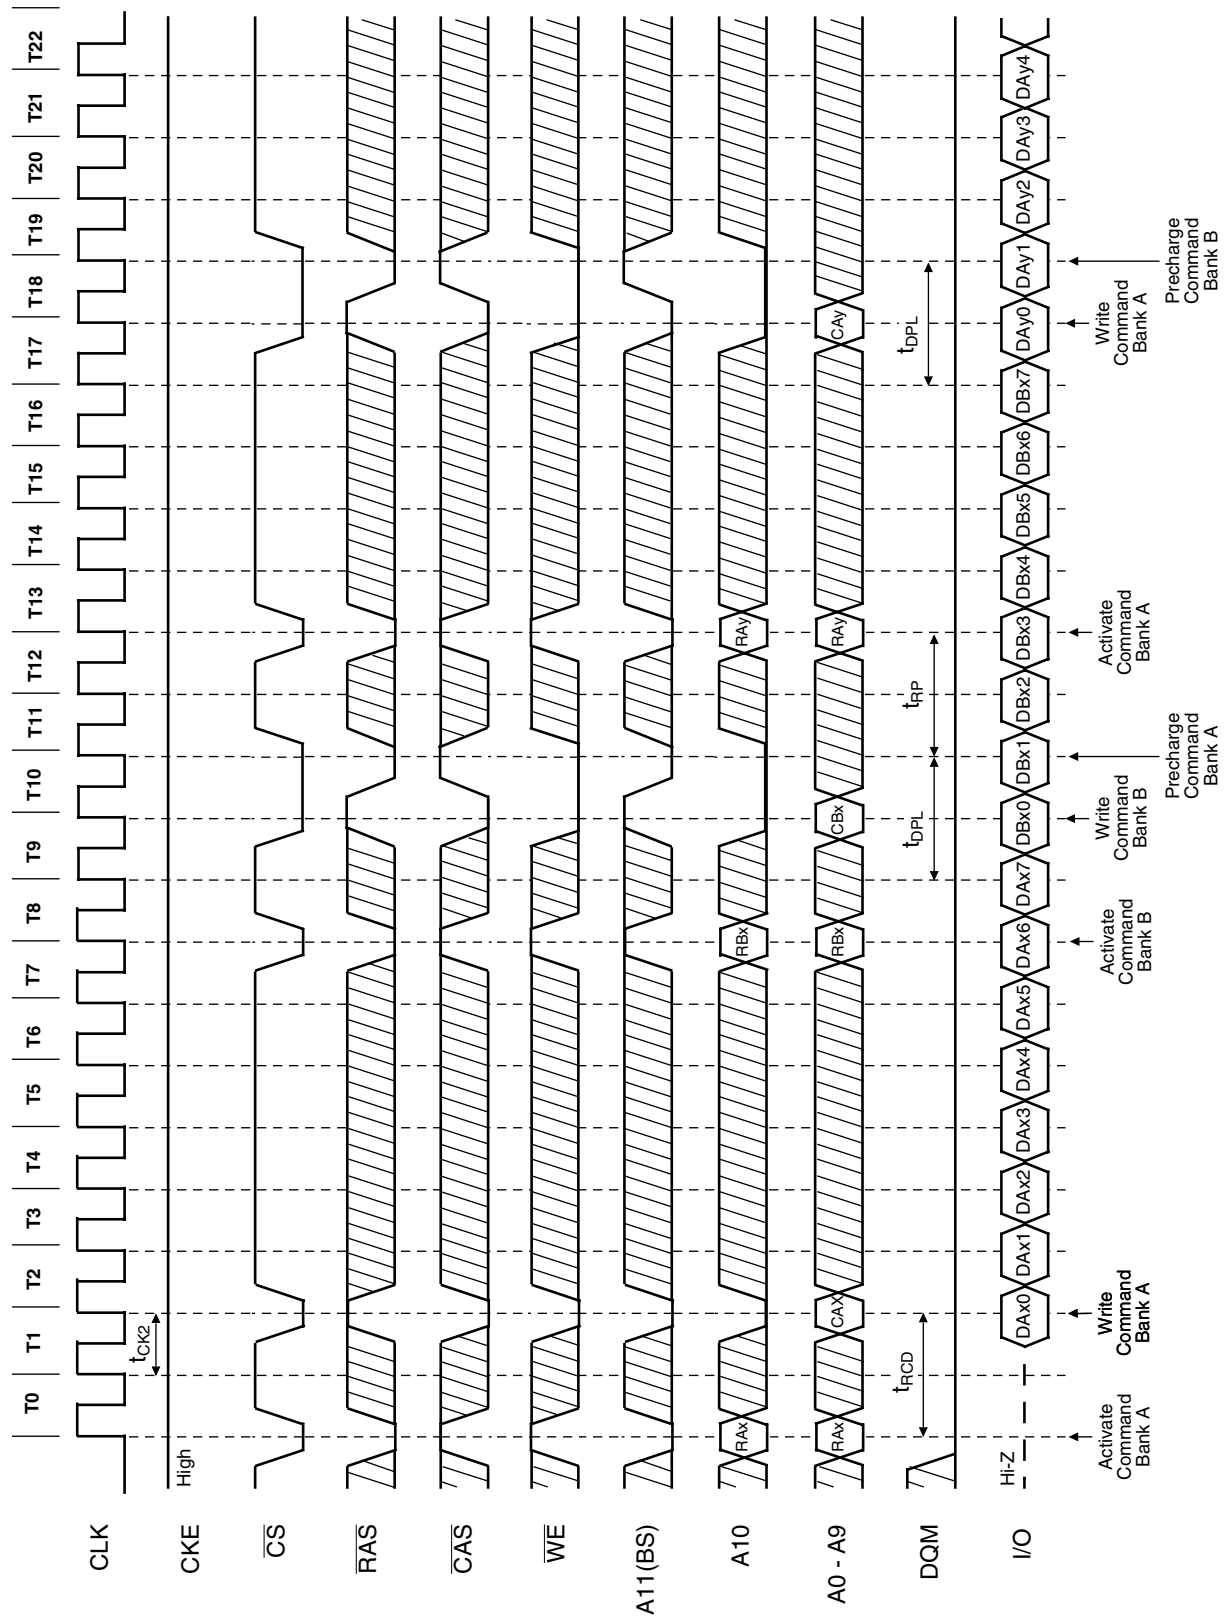 T0 T1 T2 T3 T4 T5 T6 T7 T8 T9 T10 T11 T12 T13 T14 T15 T16 T17 T18 T19 T20 T21 T22
CLK
tCK2
CKE
High
CS
RAS
CAS
WE
A11(BS)
A10
RAx RBx RAy
A0 - A9
RAx CAX RBx CBx RAy CAy
DQM
tRCD tDPL tRP tDPL
I/O
Hi-Z
DAx0 DAx1 DAx2 DAx3 DAx4 DAx5 DAx6 DAx7 DBx0 DBx1 DBx2 DBx3 DBx4 DBx5 DBx6 DBx7 DAy0 DAy1 DAy2 DAy3 DAy4
Activate
Command
Bank A
Write
Command
Bank A
Activate
Command
Bank B
Write
Command
Bank B
Precharge
Command
Bank A
Activate
Command
Bank A
Write
Command
Bank A
Precharge
Command
Bank B